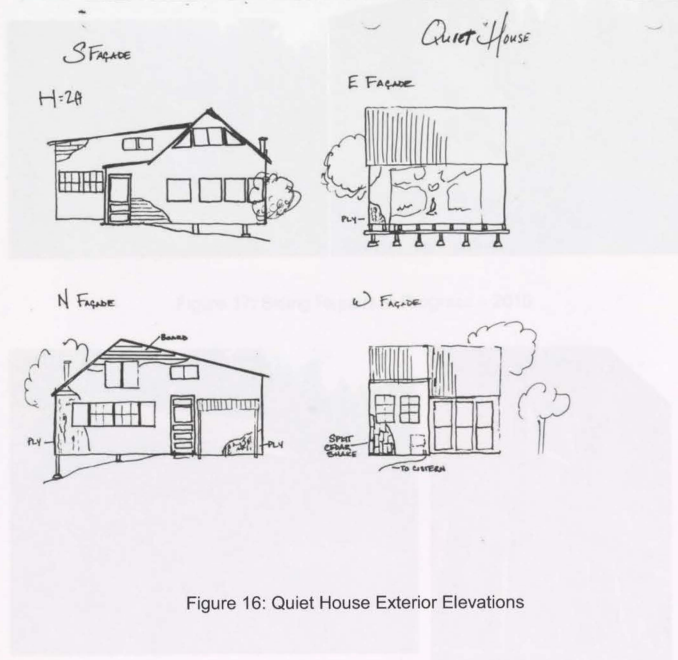 Quiet House
S Façade
H=2A
E Façade
PLY
N Façade
W Façade
BOARD
PLY
PLY
SPLIT
CEDAR
SHAKE
TO CISTERN
Figure 16: Quiet House Exterior Elevations